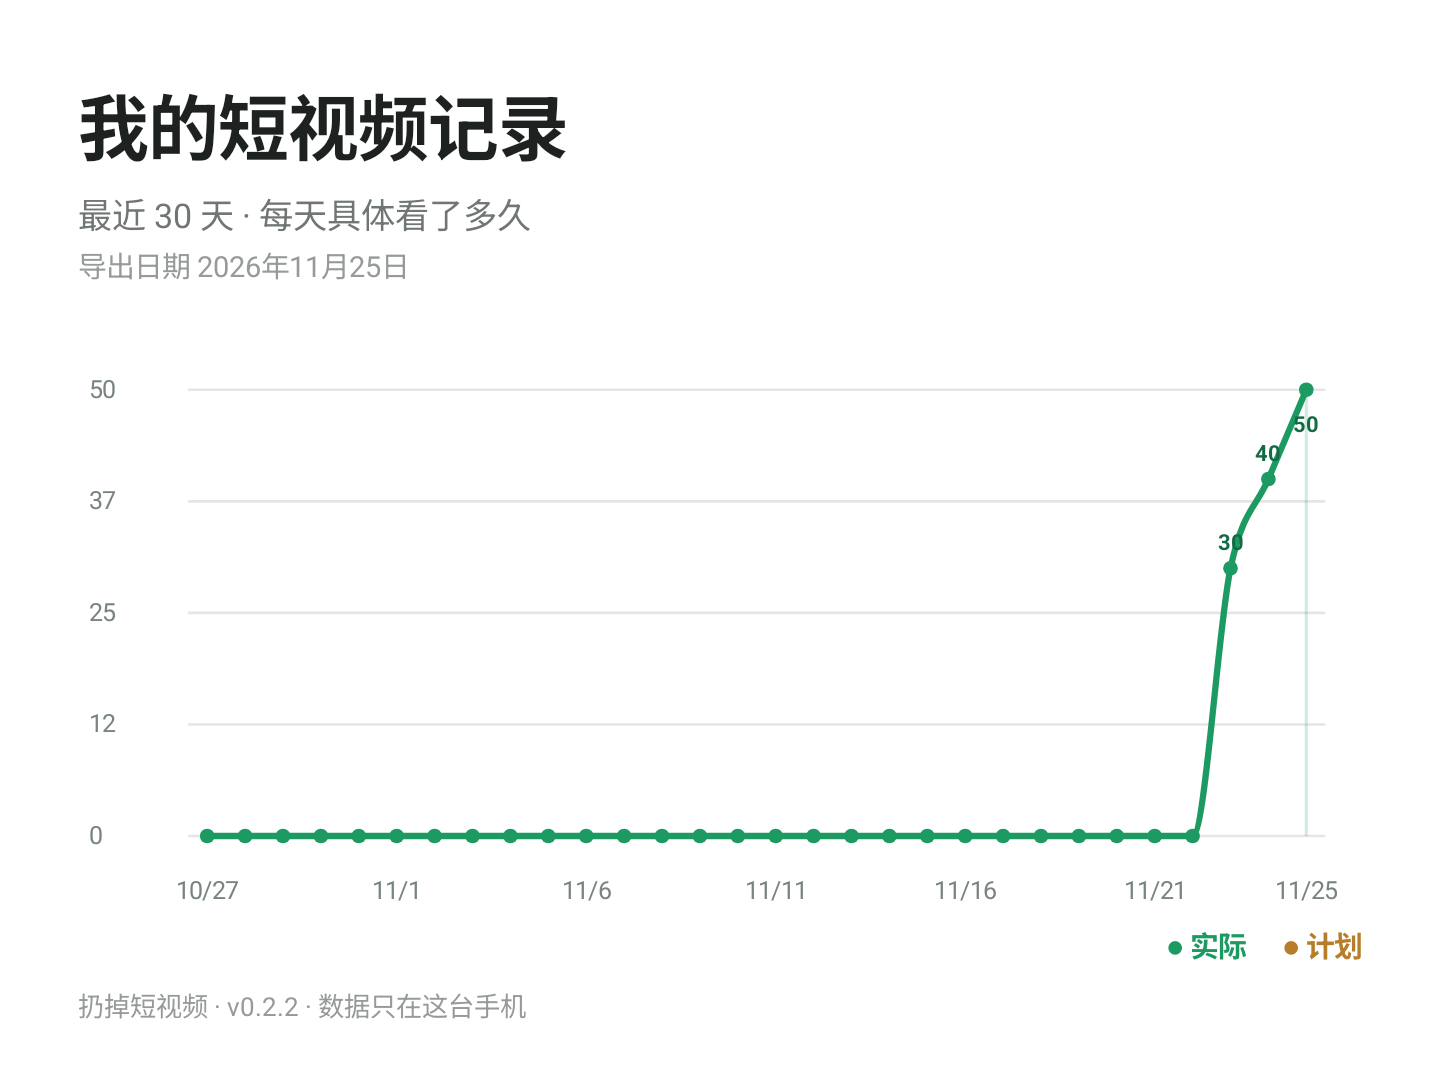 我的短视频记录
最近 30 天 · 每天具体看了多久
导出日期 2026年11月25日
50
50
40
37
30
25
12
0
10/27 11/1 11/6 11/11 11/16 11/21 11/25
实际 计划
扔掉短视频 · v0.2.2 · 数据只在这台手机